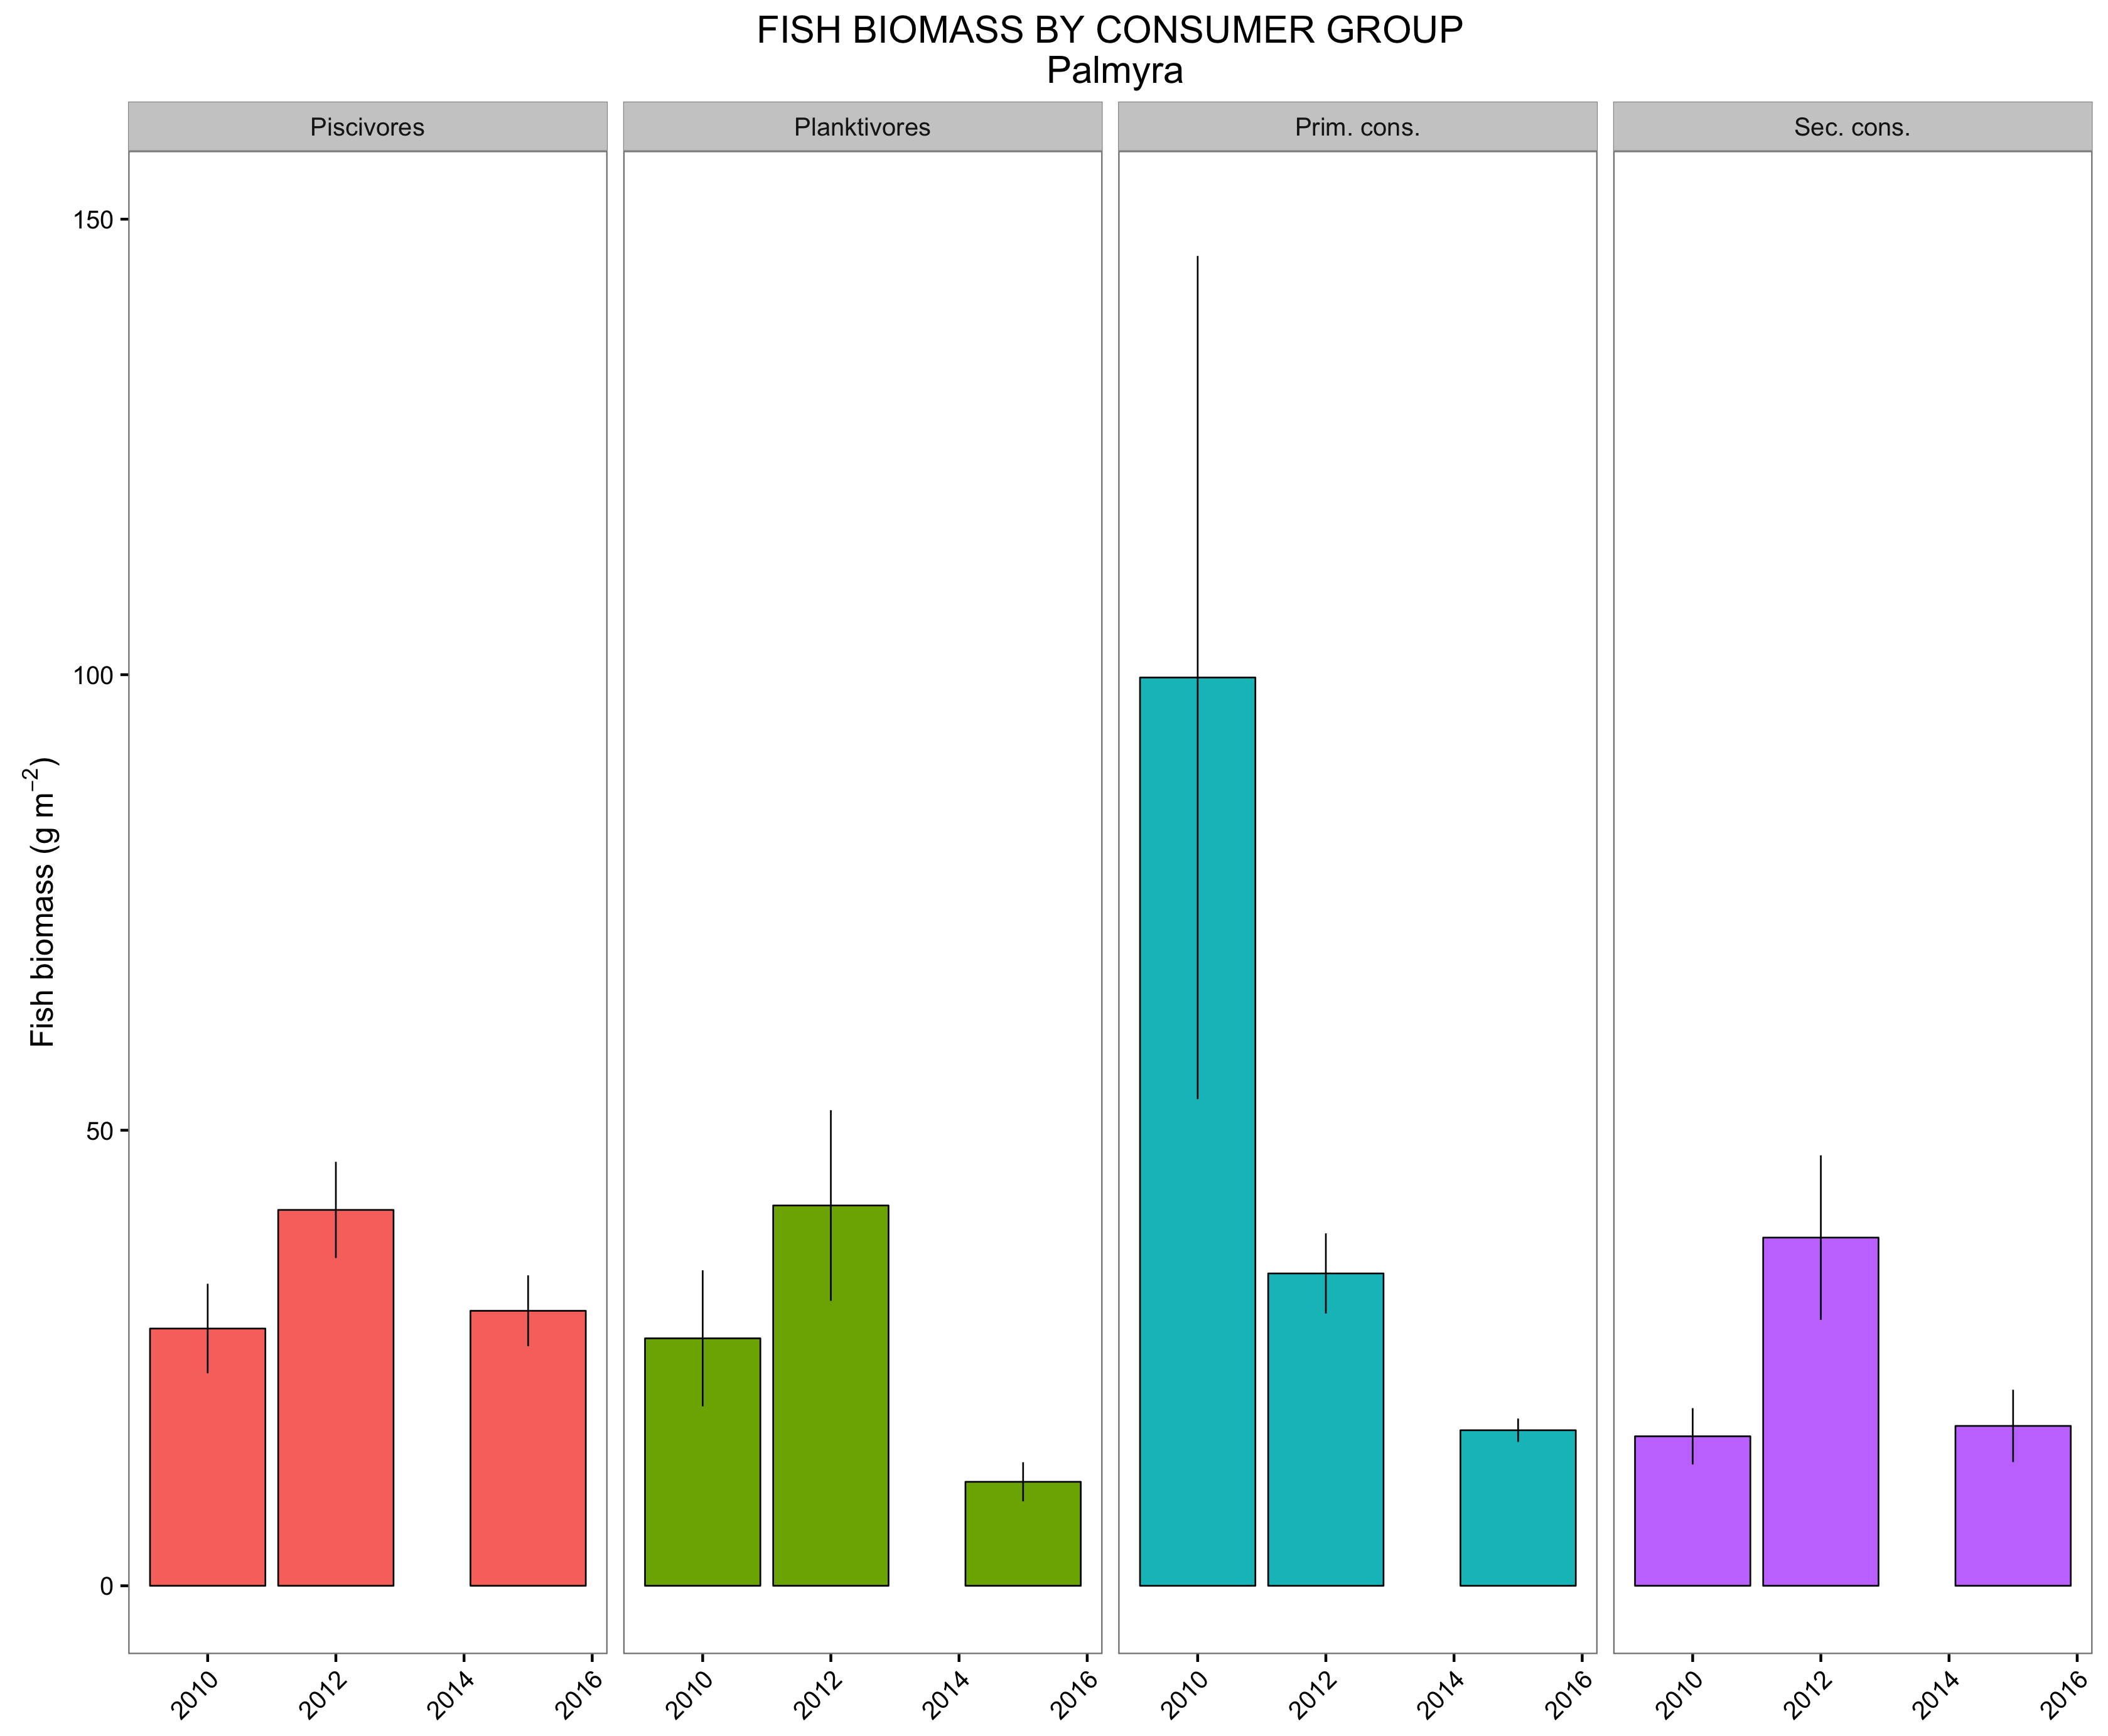 FISH BIOMASS BY CONSUMER GROUP
Palmyra
Piscivores
Planktivores
Prim. cons.
Sec. cons.
Fish biomass (g m⁻²)
150
100
50
0
2010 2012 2014 2016
2010 2012 2014 2016
2010 2012 2014 2016
2010 2012 2014 2016